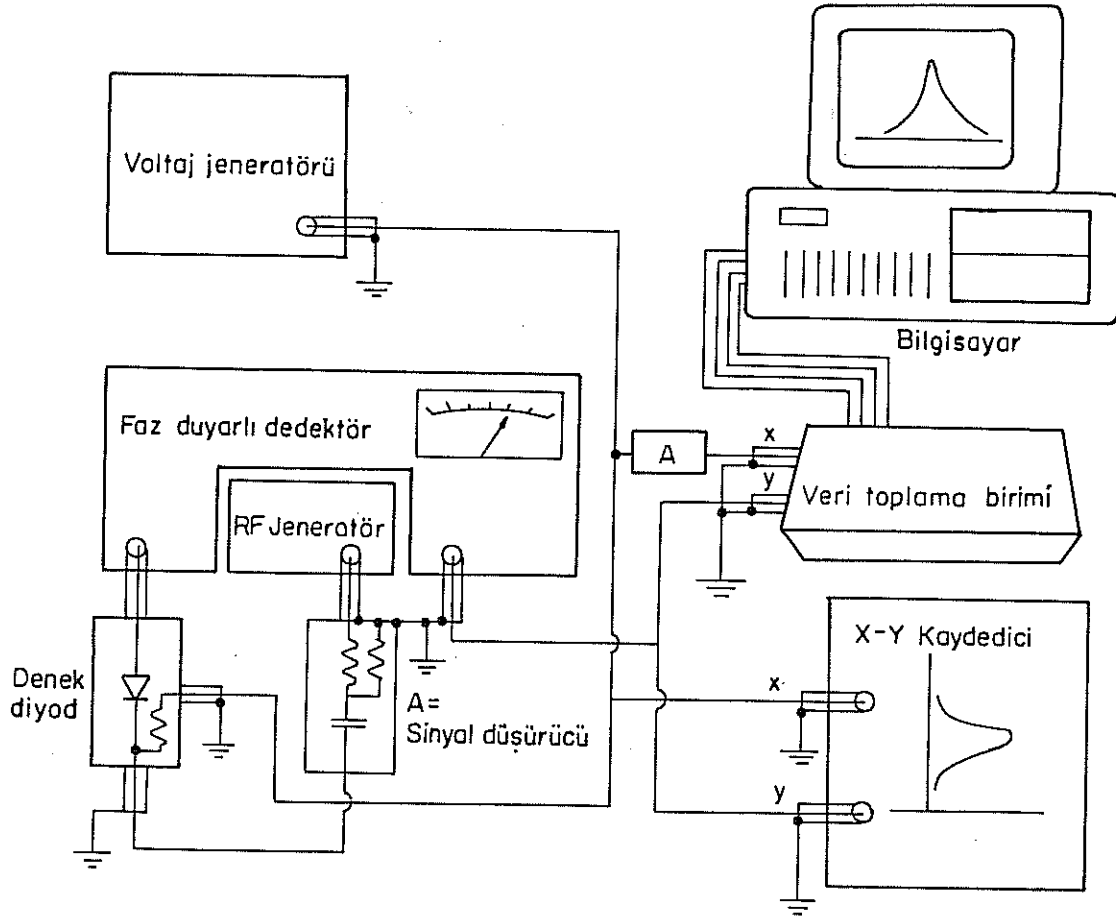 Voltaj jeneratörü
Bilgisayar
Faz duyarlı dedektör
A
x
y
Veri toplama birimi
RF Jeneratör
X-Y Kaydedici
Denek
diyod
A=
Sinyal düşürücü
x
y